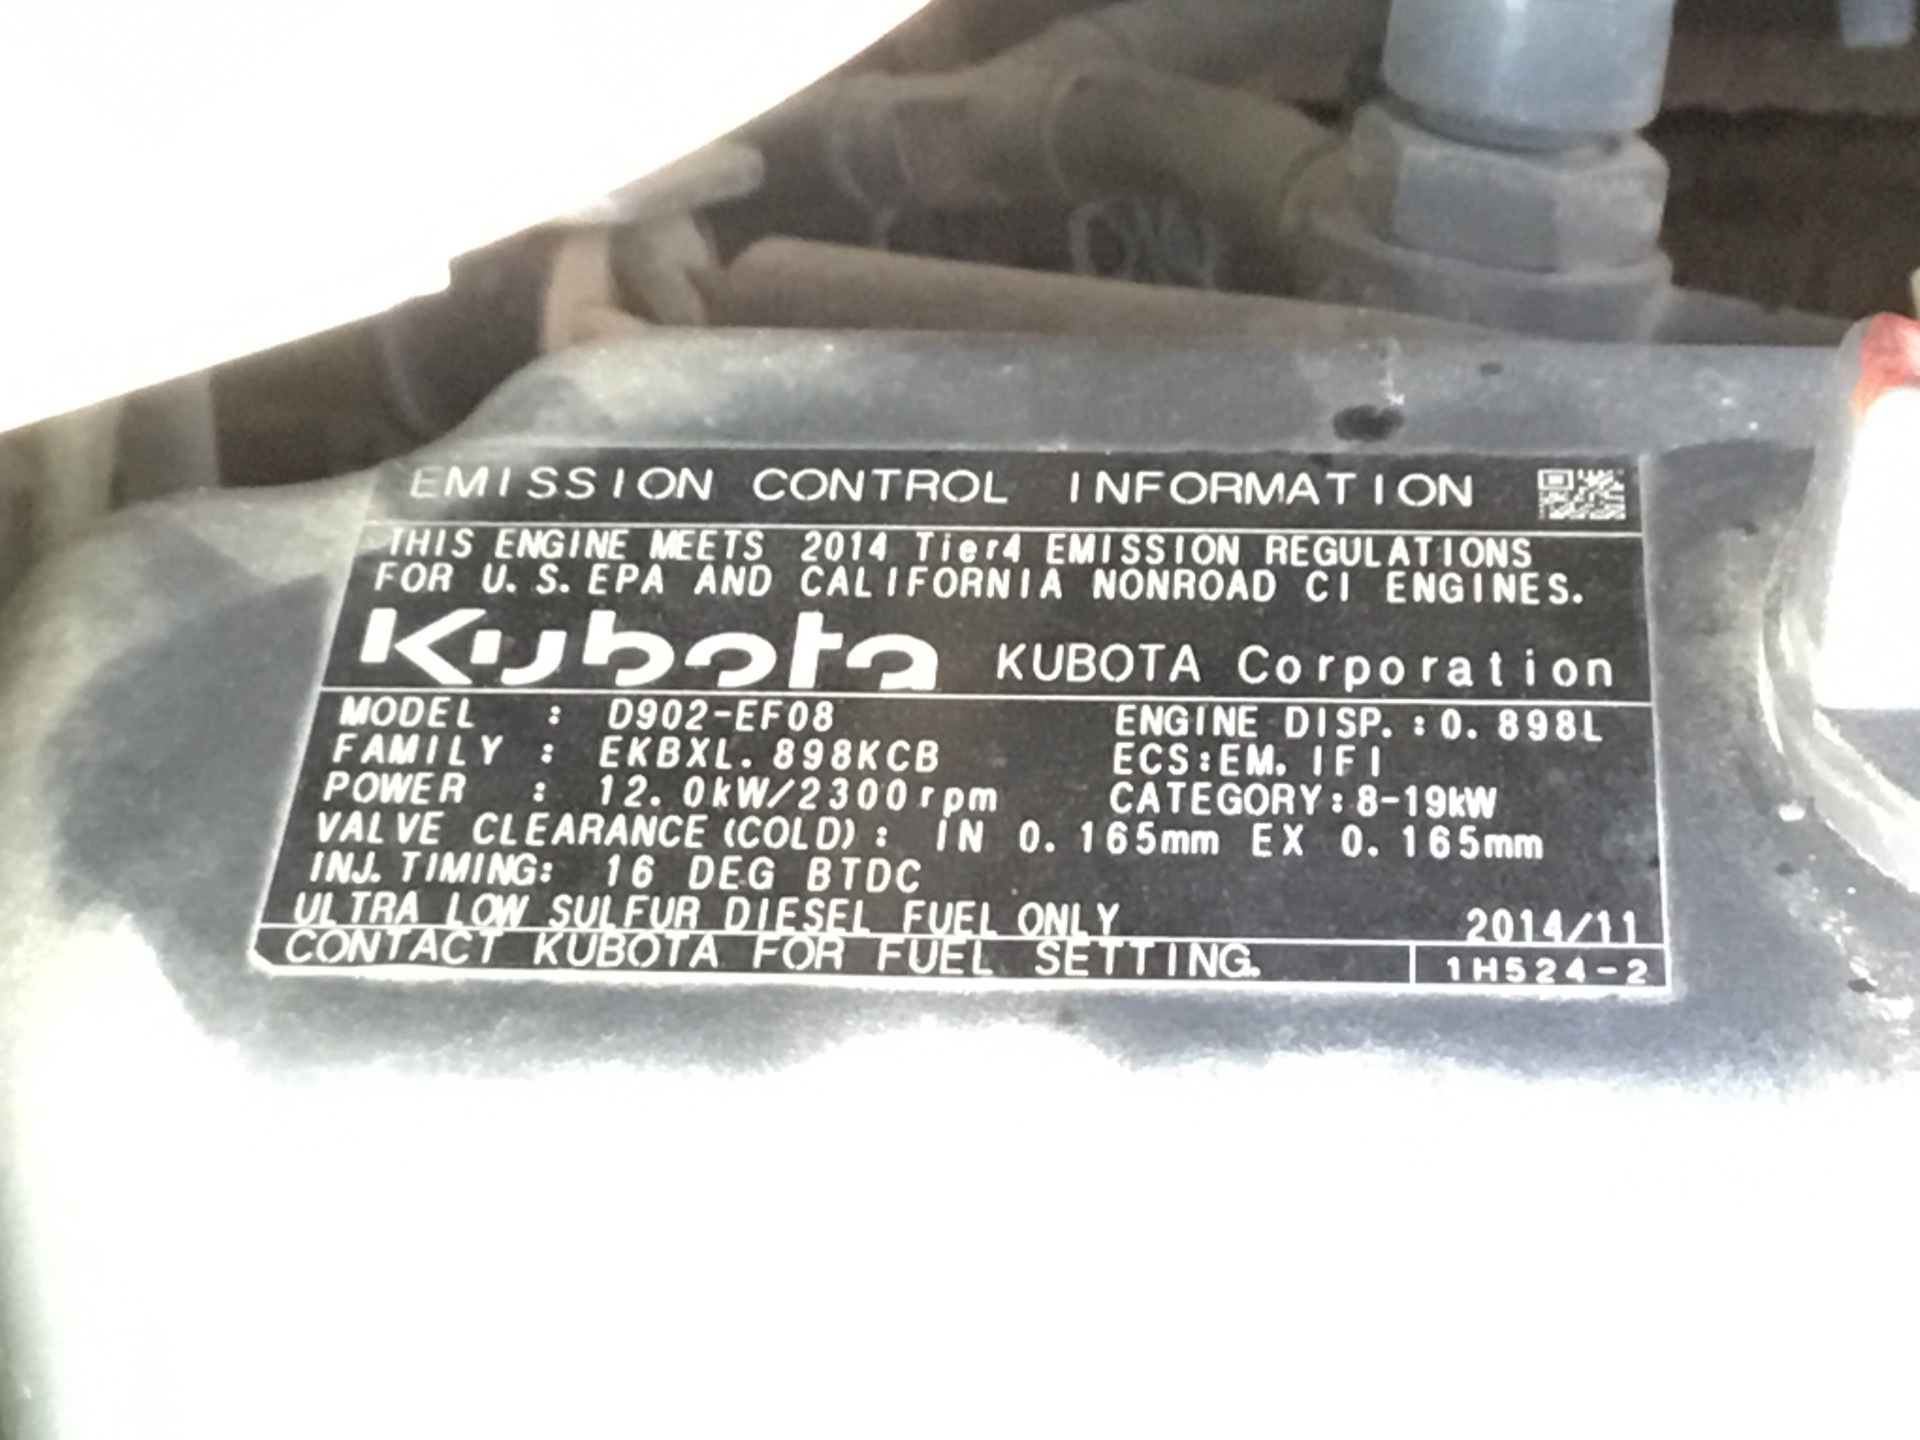 EMISSION CONTROL INFORMATION
THIS ENGINE MEETS 2014 Tier4 EMISSION REGULATIONS
FOR U.S. EPA AND CALIFORNIA NONROAD CI ENGINES.
Kubota KUBOTA Corporation
MODEL : D902-EF08 ENGINE DISP.:0.898L
FAMILY : EKBXL.898KCB ECS:EM, IFI
POWER : 12.0kW/2300rpm CATEGORY:8-19kW
VALVE CLEARANCE(COLD): IN 0.165mm EX 0.165mm
INJ.TIMING: 16 DEG BTDC
ULTRA LOW SULFUR DIESEL FUEL ONLY 2014/11
CONTACT KUBOTA FOR FUEL SETTING. 1H524-2